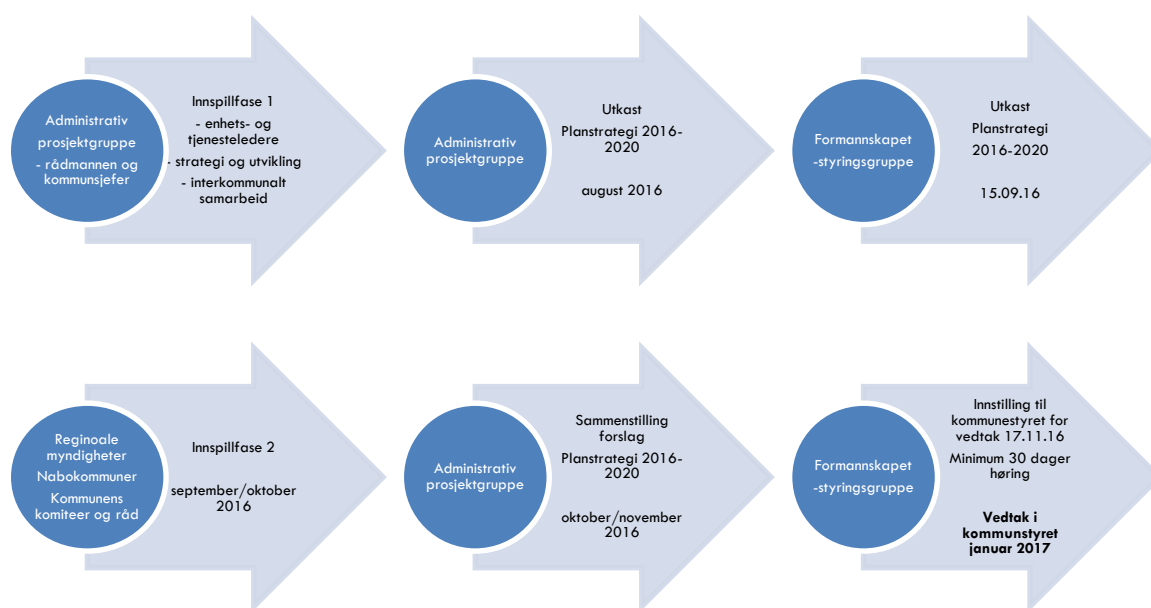 Administrativ
prosjektgruppe
- rådmannen og
kommunsjefer
Innspillfase 1
- enhets- og
tjenesteledere
- strategi og utvikling
- interkommunalt
samarbeid
Administrativ
prosjektgruppe
Utkast
Planstrategi 2016-
2020
august 2016
Formannskapet
-styringsgruppe
Utkast
Planstrategi
2016-2020
15.09.16
Reginoale
myndigheter
Nabokommuner
Kommunens
komiteer og råd
Innspillfase 2
september/oktober
2016
Administrativ
prosjektgruppe
Sammenstilling
forslag
Planstrategi 2016-
2020
oktober/november
2016
Formannskapet
-styringsgruppe
Innstilling til
kommunestyret for
vedtak 17.11.16
Minimum 30 dager
høring
Vedtak i
kommunstyret
januar 2017